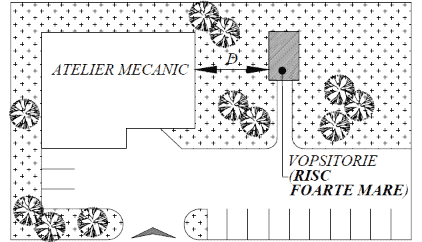 ATELIER MECANIC
D
VOPSITORIE
(RISC
FOARTE MARE)